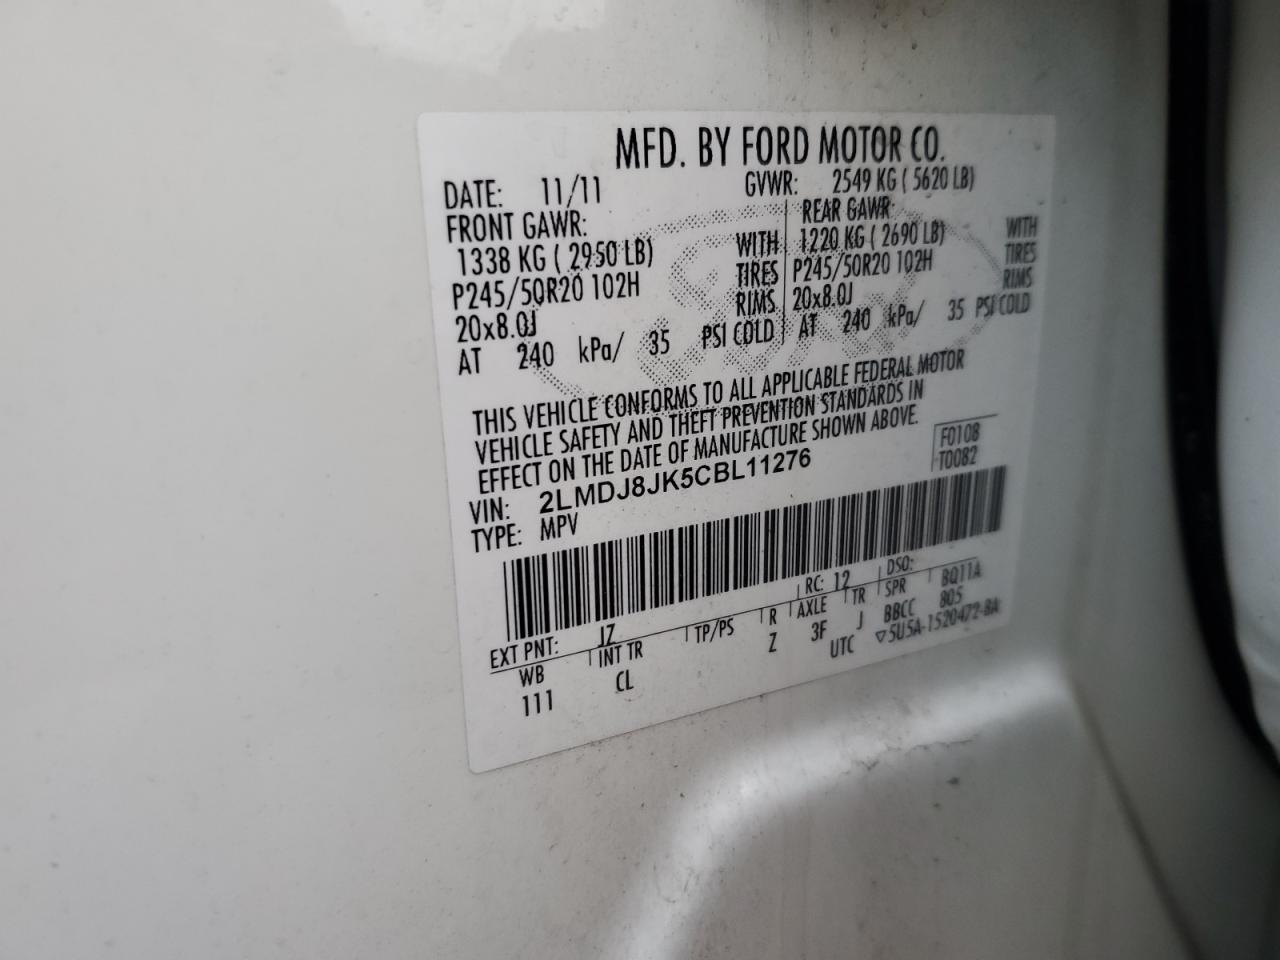 MFD. BY FORD MOTOR CO.
DATE: 11/11 GVWR: 2549 KG ( 5620 LB)
FRONT GAWR: REAR GAWR:
1338 KG ( 2950 LB) WITH 1220 KG ( 2690 LB) WITH
P245/50R20 102H TIRES P245/50R20 102H TIRES
20x8.0J RIMS 20x8.0J RIMS
AT 240 kPa/ 35 PSI COLD AT 240 kPa/ 35 PSI COLD
THIS VEHICLE CONFORMS TO ALL APPLICABLE FEDERAL MOTOR
VEHICLE SAFETY AND THEFT PREVENTION STANDARDS IN
EFFECT ON THE DATE OF MANUFACTURE SHOWN ABOVE.
F0108
T0082
VIN: 2LMDJ8JK5CBL11276
TYPE: MPV
EXT PNT: JZ RC: 12 DSO:
WB INT TR TP/PS R AXLE TR SPR BQ11A
111 CL Z 3F J BBCC 805
UTC ▽5U5A-1520472-BA